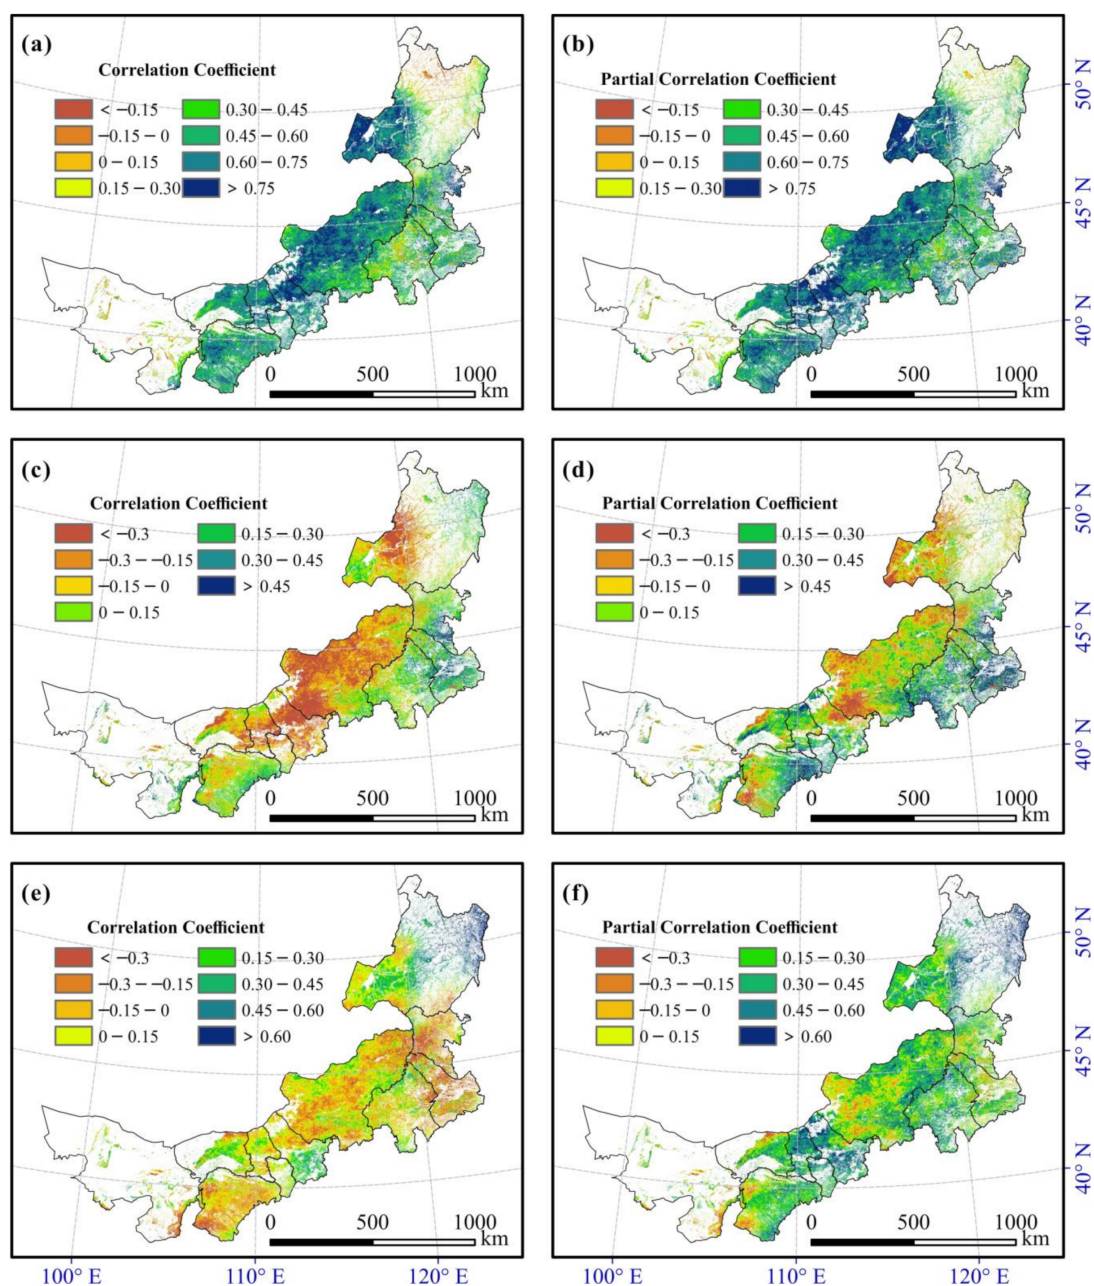 (a)
Correlation Coefficient
< −0.15
−0.15 – 0
0 – 0.15
0.15 – 0.30
0.30 – 0.45
0.45 – 0.60
0.60 – 0.75
> 0.75
0 500 1000
km
(b)
Partial Correlation Coefficient
< −0.15
−0.15 – 0
0 – 0.15
0.15 – 0.30
0.30 – 0.45
0.45 – 0.60
0.60 – 0.75
> 0.75
0 500 1000
km
50° N
45° N
40° N
(c)
Correlation Coefficient
< −0.3
−0.3 – −0.15
−0.15 – 0
0 – 0.15
0.15 – 0.30
0.30 – 0.45
> 0.45
0 500 1000
km
(d)
Partial Correlation Coefficient
< −0.3
−0.3 – −0.15
−0.15 – 0
0 – 0.15
0.15 – 0.30
0.30 – 0.45
> 0.45
0 500 1000
km
50° N
45° N
40° N
(e)
Correlation Coefficient
< −0.3
−0.3 – −0.15
−0.15 – 0
0 – 0.15
0.15 – 0.30
0.30 – 0.45
0.45 – 0.60
> 0.60
0 500 1000
km
(f)
Partial Correlation Coefficient
< −0.3
−0.3 – −0.15
−0.15 – 0
0 – 0.15
0.15 – 0.30
0.30 – 0.45
0.45 – 0.60
> 0.60
0 500 1000
km
50° N
45° N
40° N
100° E 110° E 120° E
100° E 110° E 120° E